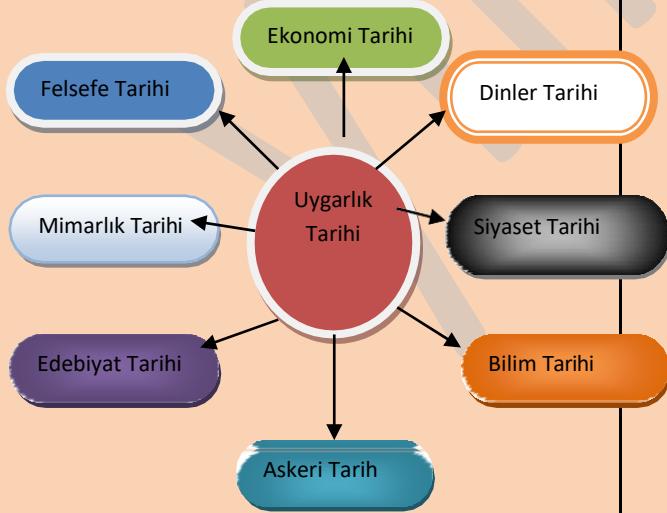 Ekonomi Tarihi
Felsefe Tarihi
Dinler Tarihi
Uygarlık
Tarihi
Mimarlık Tarihi
Siyaset Tarihi
Edebiyat Tarihi
Bilim Tarihi
Askeri Tarih